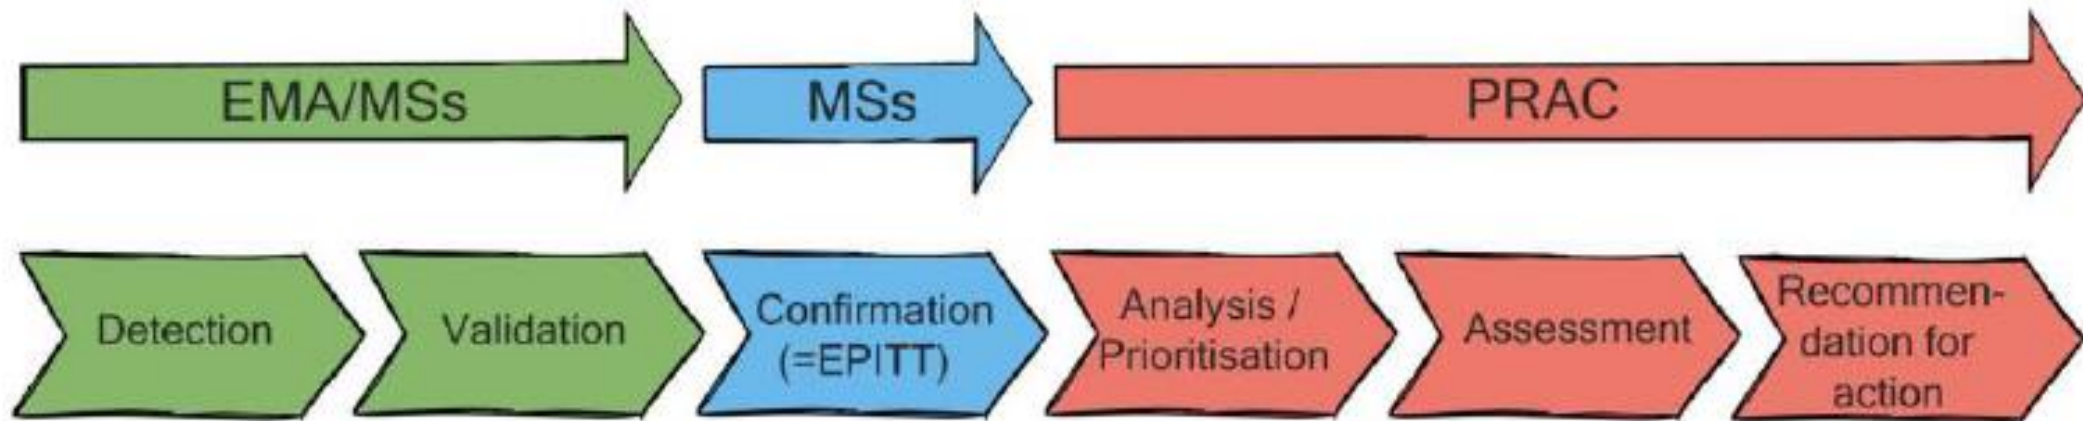 EMA/MSs
MSs
PRAC
Detection
Validation
Confirmation
(=EPITT)
Analysis /
Prioritisation
Assessment
Recommen-
dation for
action